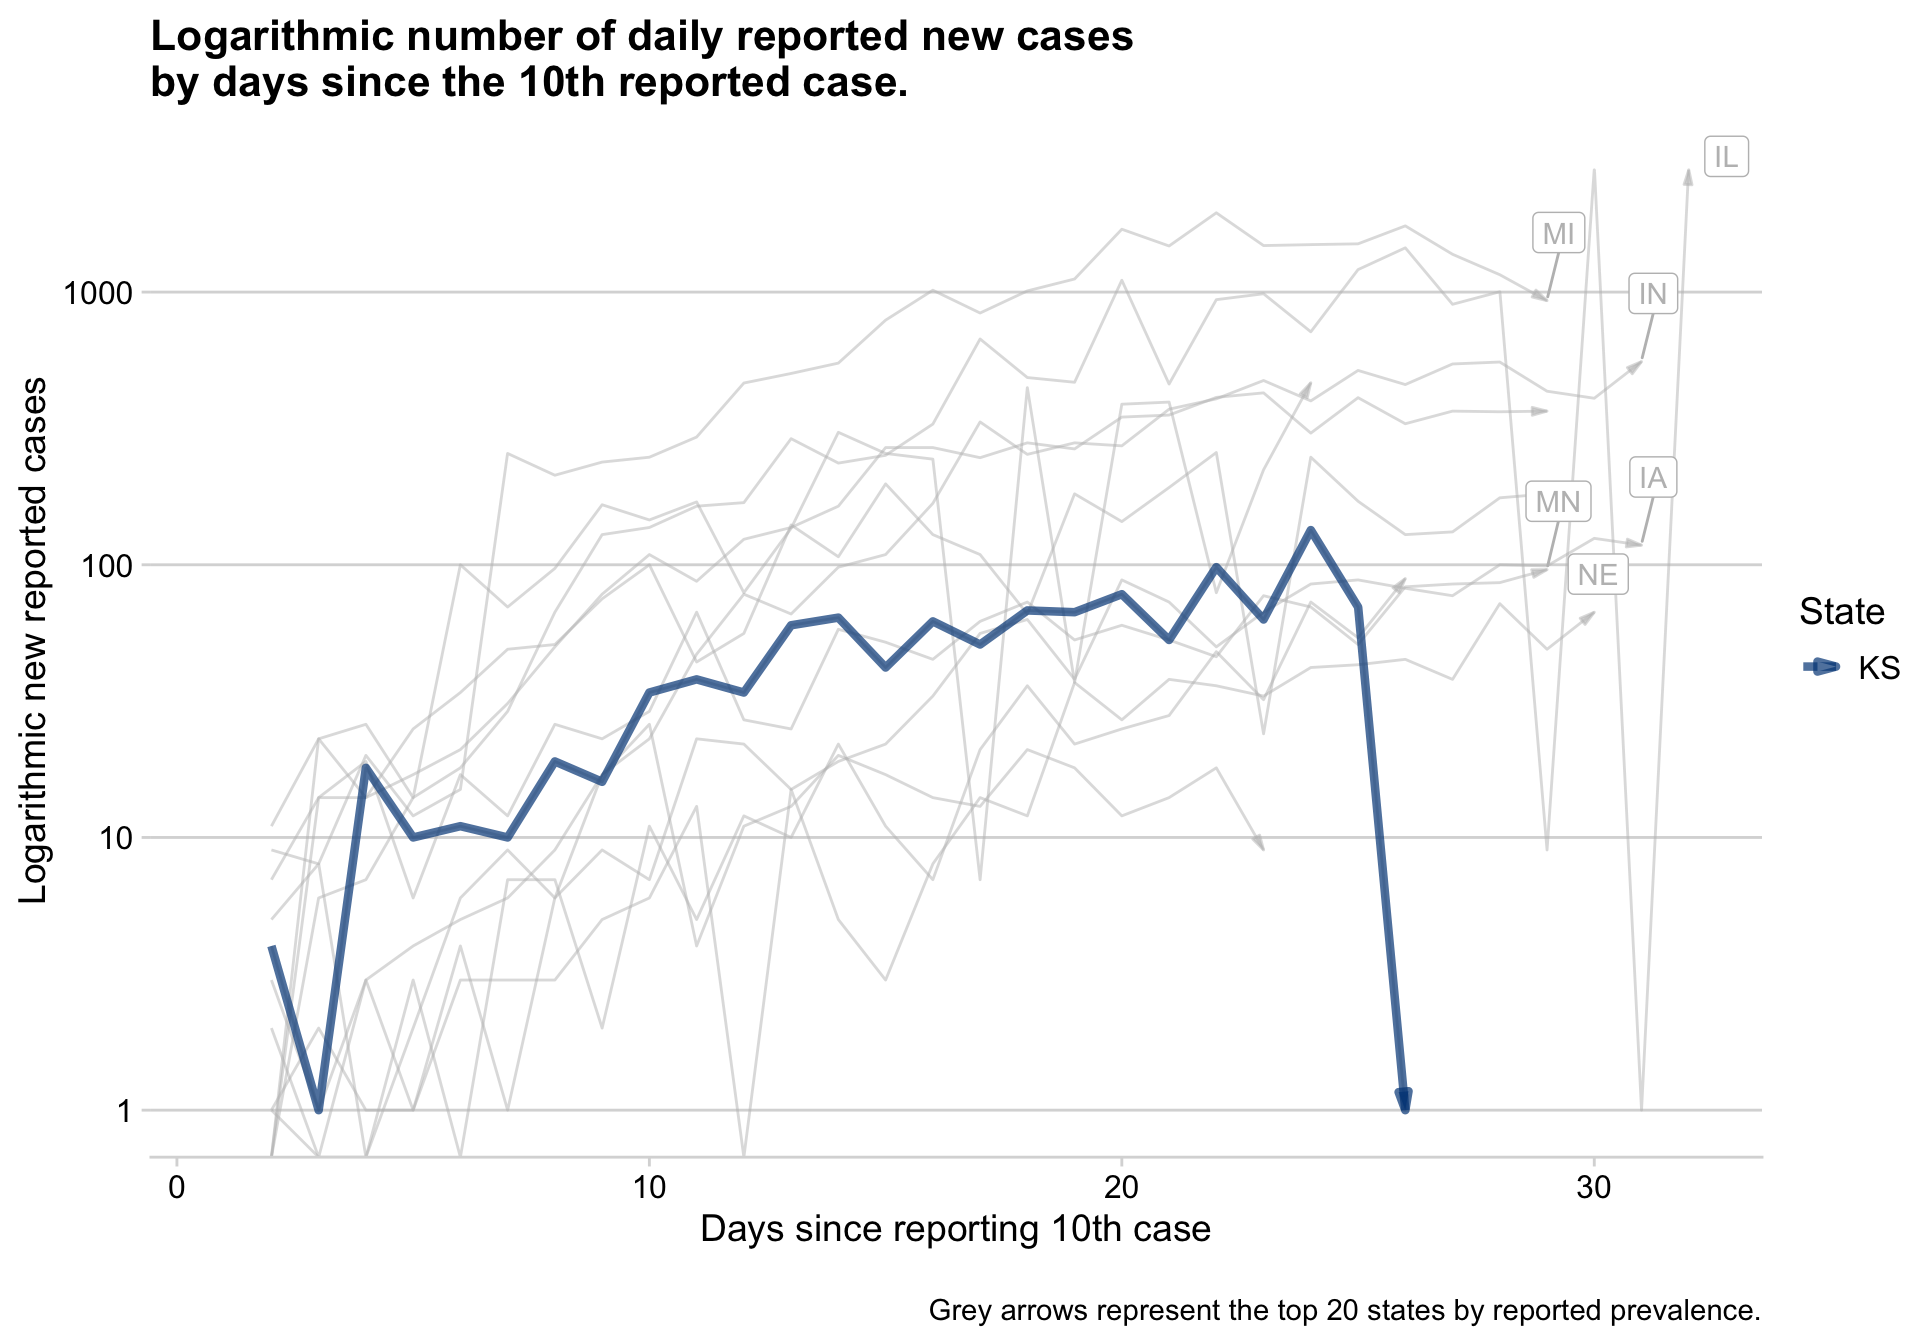 Logarithmic number of daily reported new cases
by days since the 10th reported case.
IL
MI
IN
1000
IA
MN
100
NE
State
KS
10
1
Logarithmic new reported cases
0 10 20 30
Days since reporting 10th case
Grey arrows represent the top 20 states by reported prevalence.